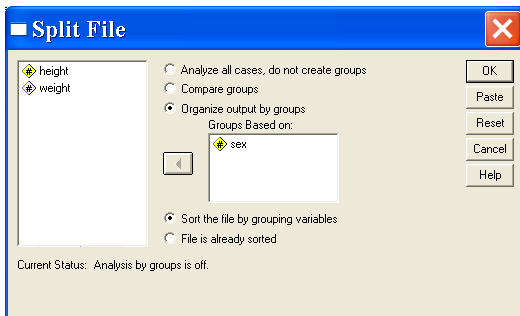 Split File
height
weight
Analyze all cases, do not create groups
Compare groups
Organize output by groups
Groups Based on:
sex
Sort the file by grouping variables
File is already sorted
Current Status: Analysis by groups is off.
OK
Paste
Reset
Cancel
Help